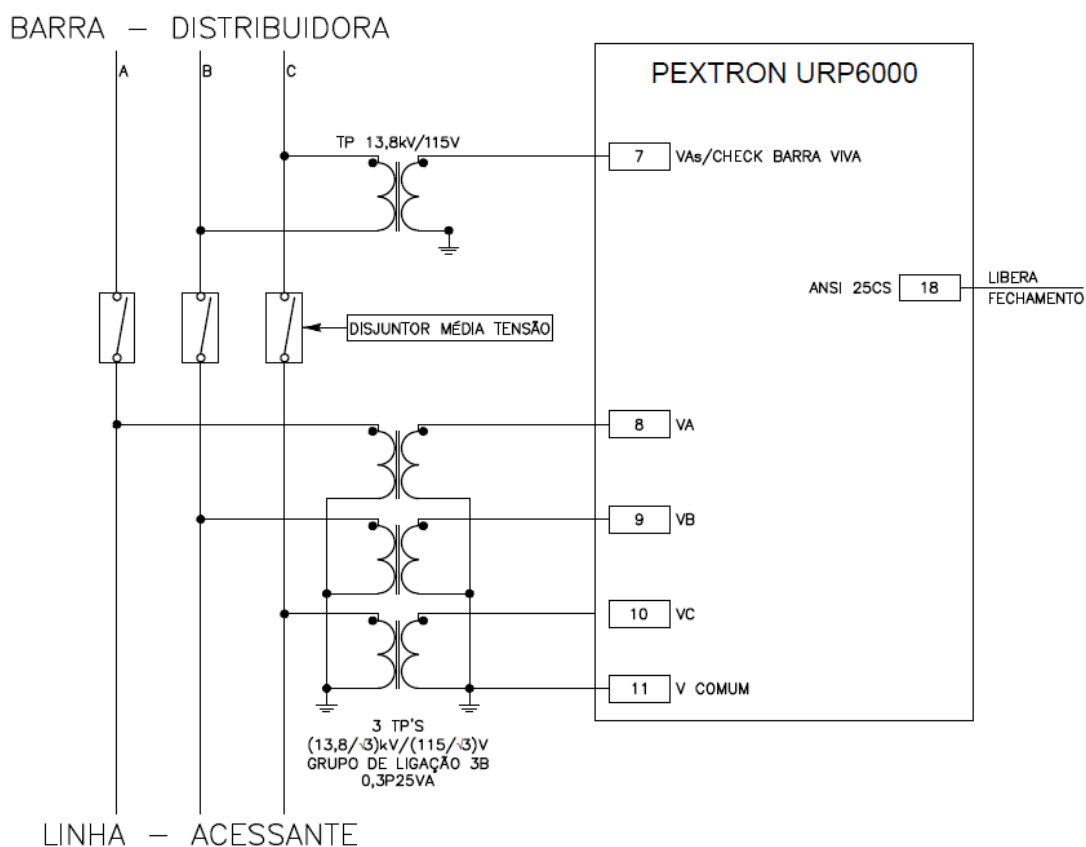 BARRA – DISTRIBUIDORA
A
B
C
PEXTRON URP6000
TP 13,8kV/115V
7
VAs/CHECK BARRA VIVA
ANSI 25CS
18
LIBERA
FECHAMENTO
DISJUNTOR MÉDIA TENSÃO
8
VA
9
VB
10
VC
11
V COMUM
3 TP'S
(13,8/√3)kV/(115/√3)V
GRUPO DE LIGAÇÃO 3B
0,3P25VA
LINHA – ACESSANTE